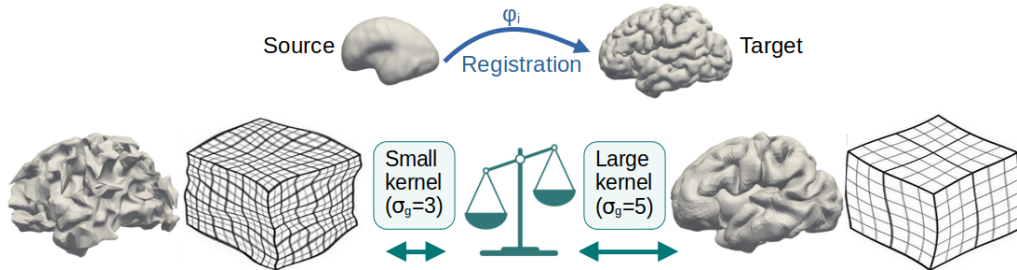 φᵢ
Source
Target
Registration
Small
kernel
(σg=3)
Large
kernel
(σg=5)